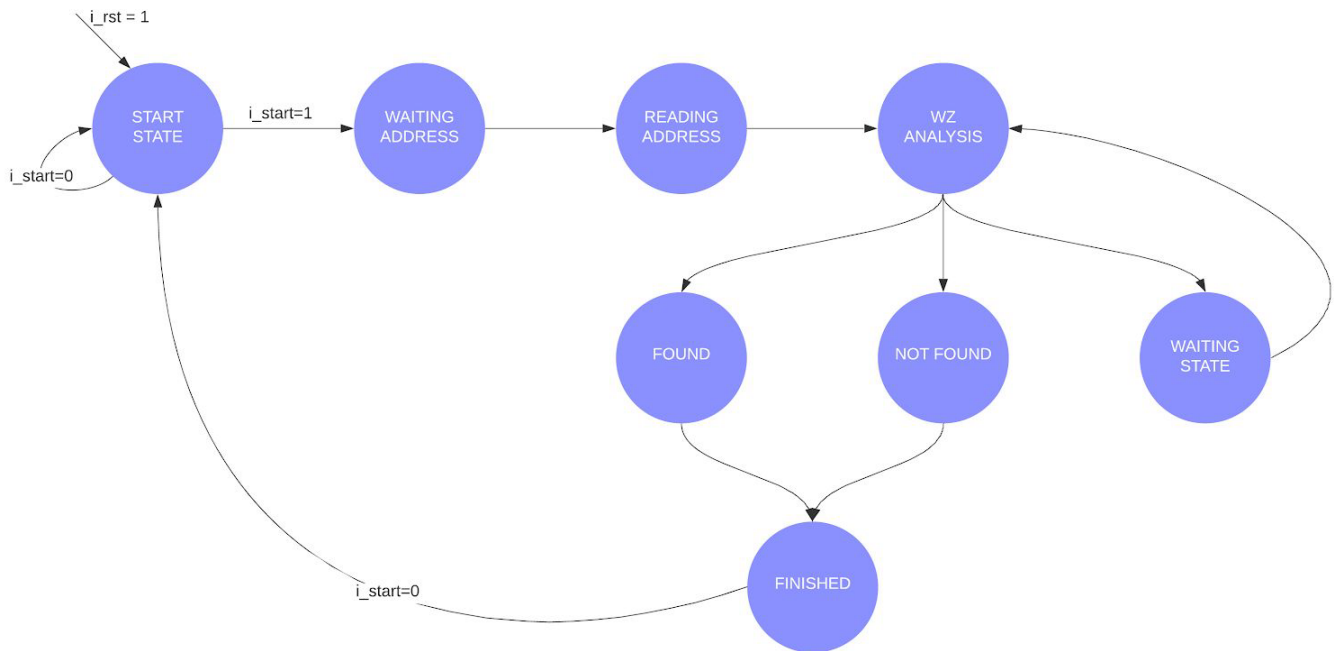 i_rst = 1
START
STATE
i_start=1
WAITING
ADDRESS
READING
ADDRESS
WZ
ANALYSIS
i_start=0
FOUND
NOT FOUND
WAITING
STATE
i_start=0
FINISHED